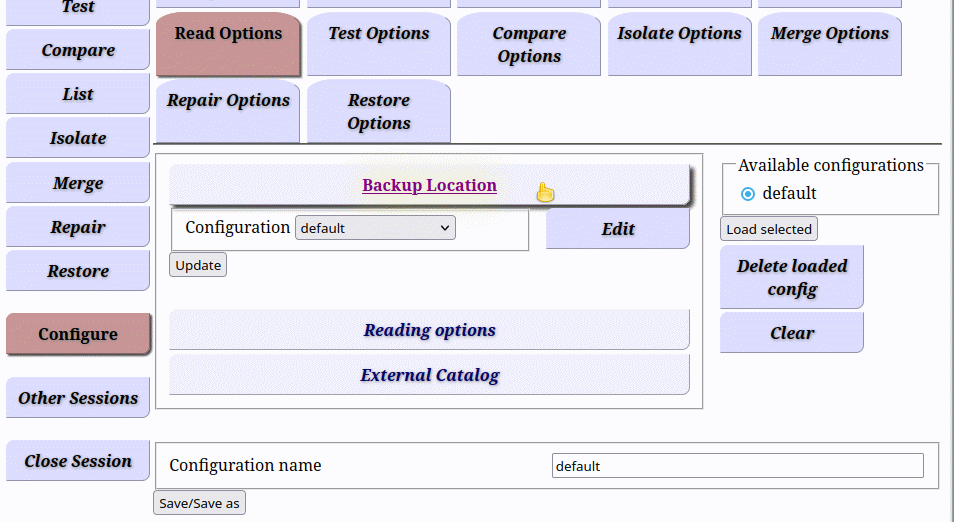 Test
Compare
List
Isolate
Merge
Repair
Restore
Configure
Other Sessions
Close Session
Read Options
Test Options
Compare
Options
Isolate Options
Merge Options
Repair Options
Restore
Options
Backup Location
Configuration default
Edit
Update
Reading options
External Catalog
Available configurations
default
Load selected
Delete loaded
config
Clear
Configuration name default
Save/Save as